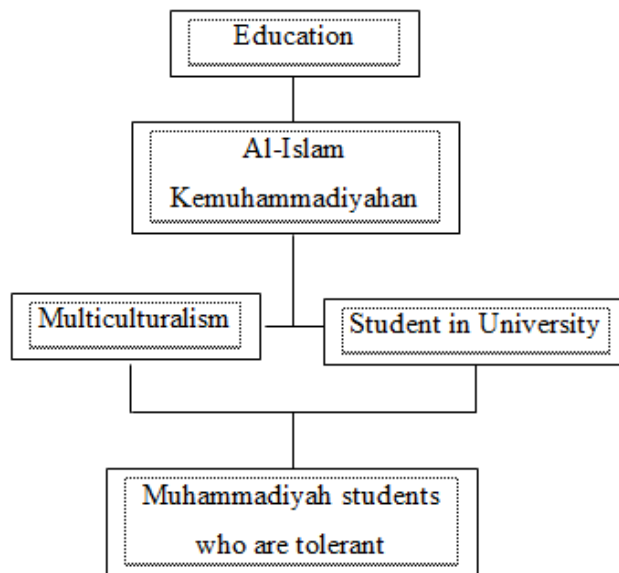 Education
Al-Islam
Kemuhammadiyahan
Multiculturalism
Student in University
Muhammadiyah students
who are tolerant